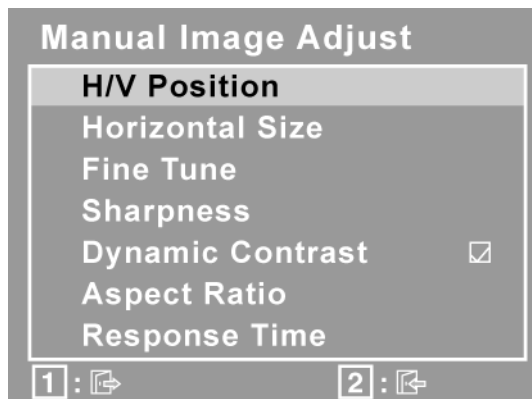 Manual Image Adjust
H/V Position
Horizontal Size
Fine Tune
Sharpness
Dynamic Contrast
Aspect Ratio
Response Time
1 : 2 :